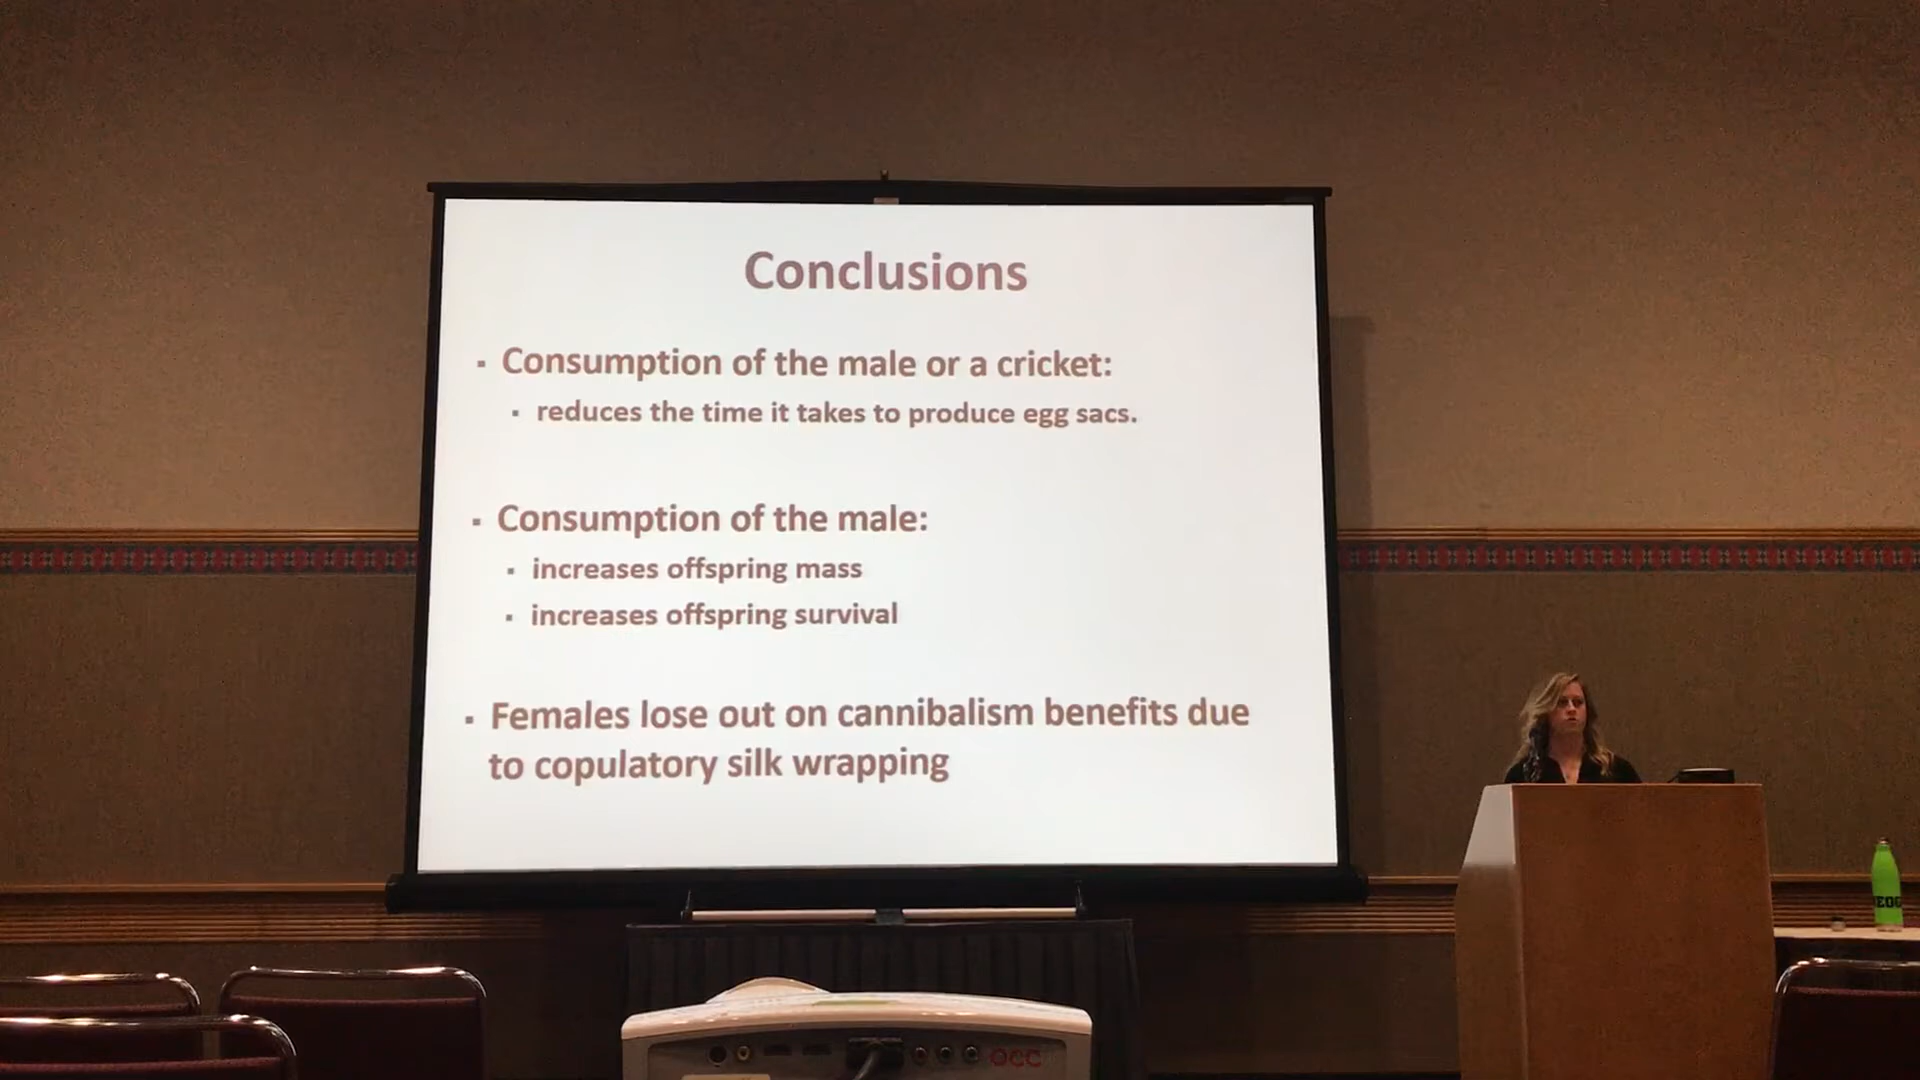 Conclusions
▪ Consumption of the male or a cricket:
▪ reduces the time it takes to produce egg sacs.
▪ Consumption of the male:
▪ increases offspring mass
▪ increases offspring survival
▪ Females lose out on cannibalism benefits due
to copulatory silk wrapping
OCC